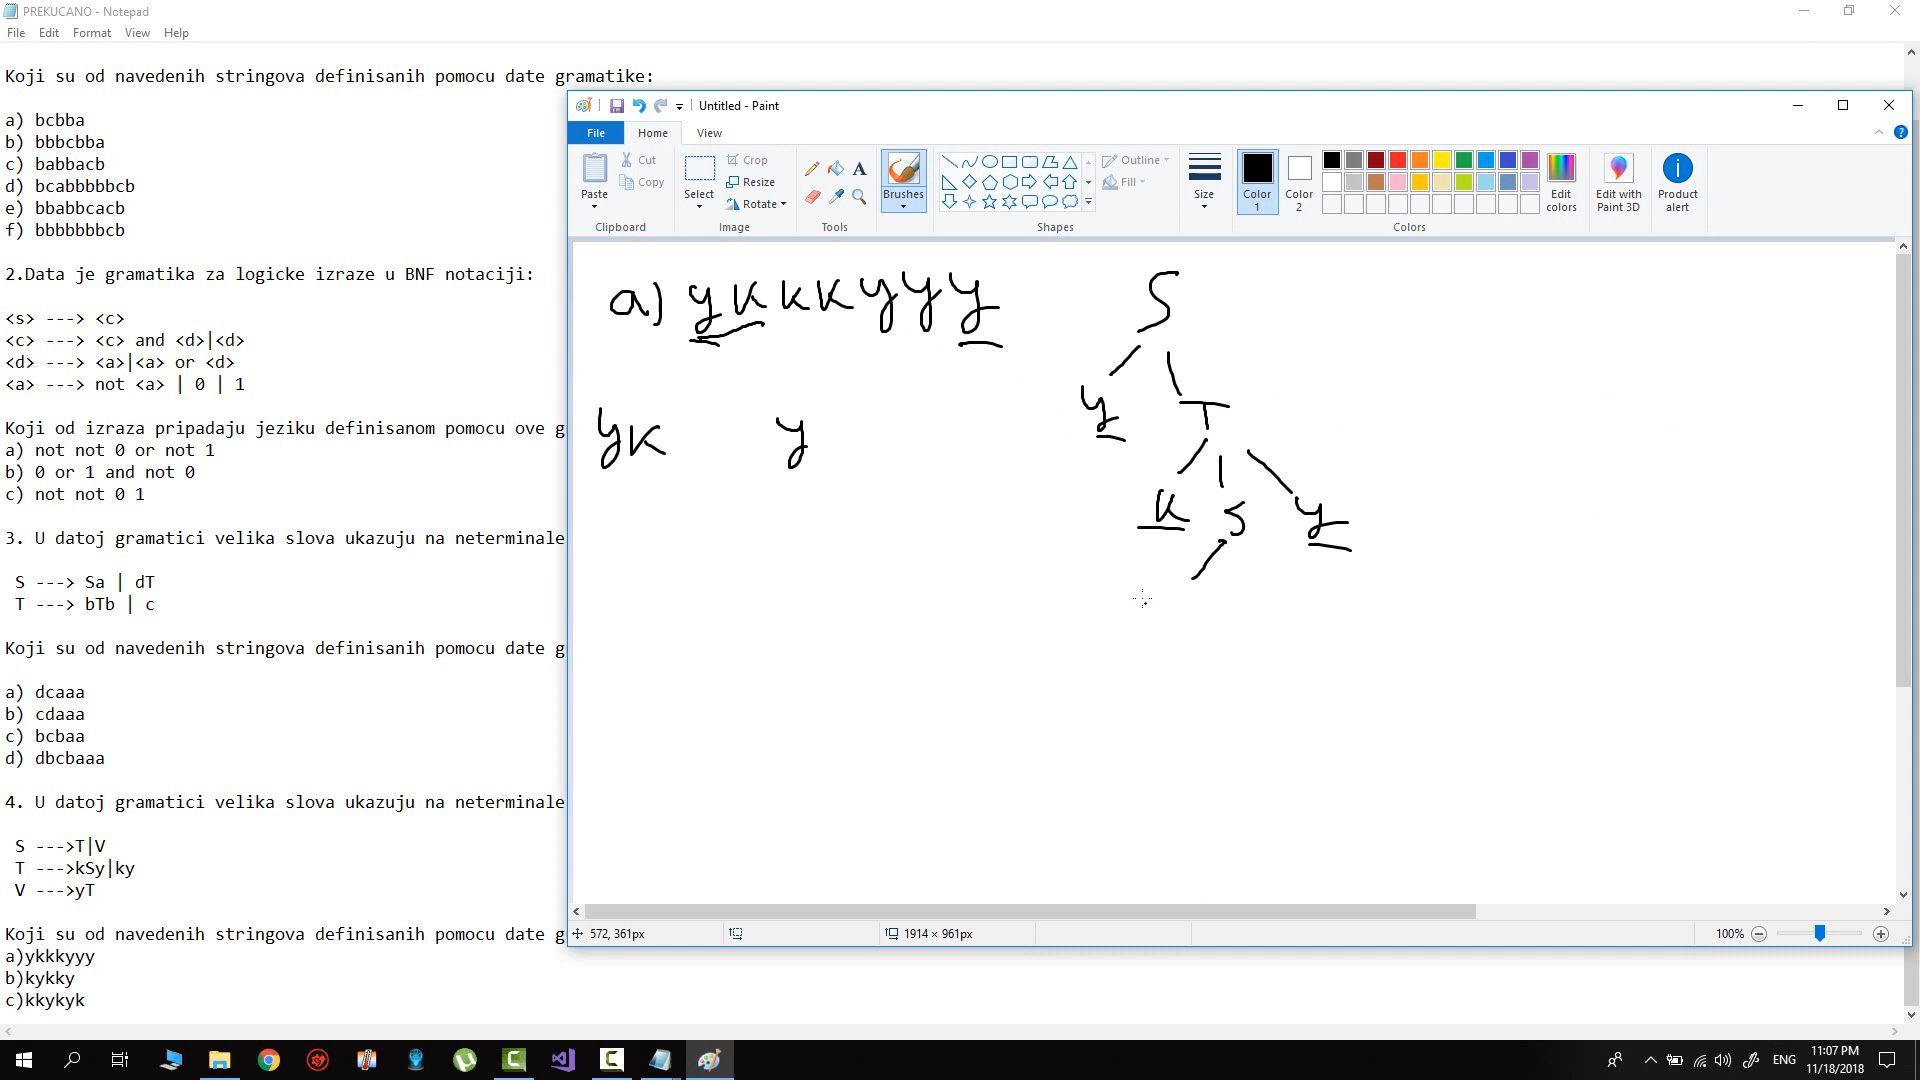 PREKUCANO - Notepad
File Edit Format View Help
Koji su od navedenih stringova definisanih pomocu date gramatike:
a) bcbba
b) bbbcbba
c) babbacb
d) bcabbbbbcb
e) bbabbcacb
f) bbbbbbbcb
2.Data je gramatika za logicke izraze u BNF notaciji:
<s> ---> <c>
<c> ---> <c> and <d>|<d>
<d> ---> <a>|<a> or <d>
<a> ---> not <a> | 0 | 1
Koji od izraza pripadaju jeziku definisanom pomocu ove g
a) not not 0 or not 1
b) 0 or 1 and not 0
c) not not 0 1
3. U datoj gramatici velika slova ukazuju na neterminale
S ---> Sa | dT
T ---> bTb | c
Koji su od navedenih stringova definisanih pomocu date g
a) dcaaa
b) cdaaa
c) bcbaa
d) dbcbaaa
4. U datoj gramatici velika slova ukazuju na neterminale
S --->T|V
T --->kSy|ky
V --->yT
Koji su od navedenih stringova definisanih pomocu date g
a)ykkkyyy
b)kykky
c)kkykyk
Untitled - Paint
File Home View
Paste Cut Copy Select Crop Resize Rotate Brushes Outline Fill Size Color 1 Color 2 Edit colors Edit with Paint 3D Product alert
Clipboard Image Tools Shapes Colors
a) ykkkyyy
S
y T
yk y
k S y
572, 361px 1914 × 961px 100%
ENG 11:07 PM 11/18/2018